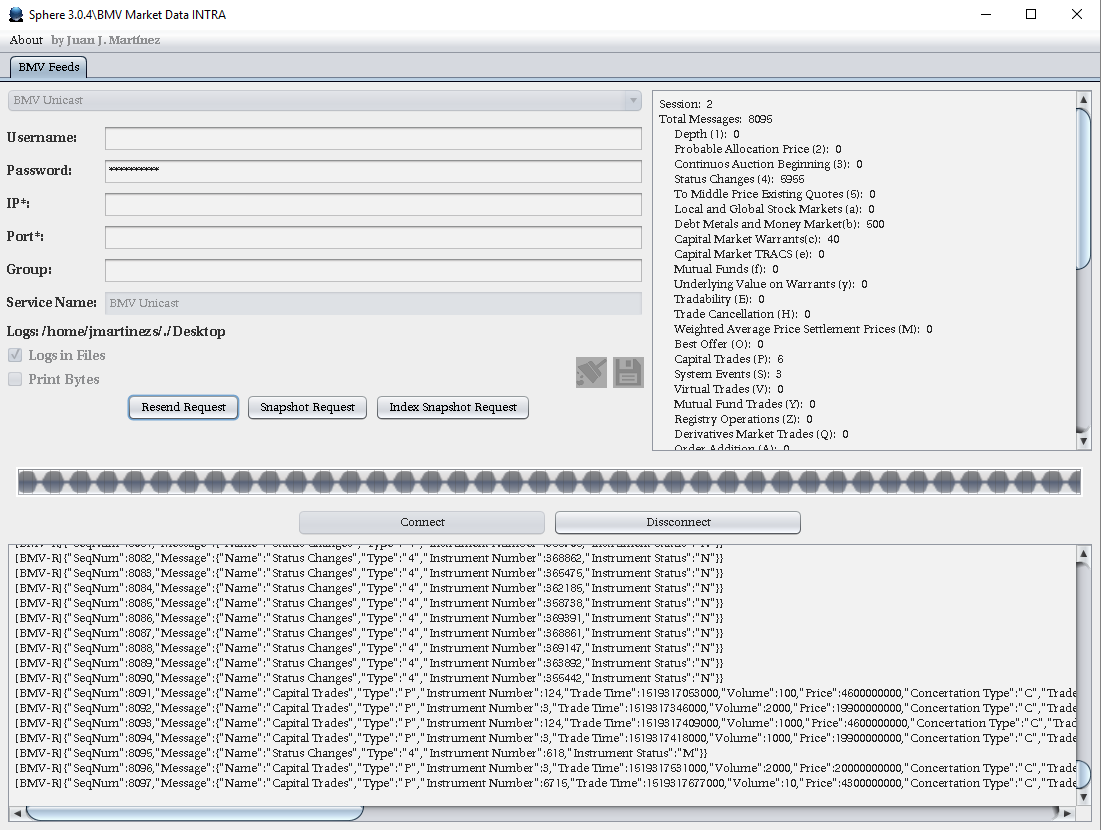 Sphere 3.0.4\BMV Market Data INTRA
About by Juan J. Martínez
BMV Feeds
BMV Unicast
Username:
Password: **********
IP*:
Port*:
Group:
Service Name: BMV Unicast
Logs: /home/jmartinezs/./Desktop
Logs in Files
Print Bytes
Resend Request Snapshot Request Index Snapshot Request
Session: 2
Total Messages: 8095
Depth (1): 0
Probable Allocation Price (2): 0
Continuos Auction Beginning (3): 0
Status Changes (4): 5955
To Middle Price Existing Quotes (5): 0
Local and Global Stock Markets (a): 0
Debt Metals and Money Market(b): 500
Capital Market Warrants(c): 40
Capital Market TRACS (e): 0
Mutual Funds (f): 0
Underlying Value on Warrants (y): 0
Tradability (E): 0
Trade Cancellation (H): 0
Weighted Average Price Settlement Prices (M): 0
Best Offer (O): 0
Capital Trades (P): 6
System Events (S): 3
Virtual Trades (V): 0
Mutual Fund Trades (Y): 0
Registry Operations (Z): 0
Derivatives Market Trades (Q): 0
Order Addition (A): 0
Connect Dissconnect
[BMV-R]{"SeqNum":8082,"Message":{"Name":"Status Changes","Type":"4","Instrument Number":368862,"Instrument Status":"N"}}
[BMV-R]{"SeqNum":8083,"Message":{"Name":"Status Changes","Type":"4","Instrument Number":365475,"Instrument Status":"N"}}
[BMV-R]{"SeqNum":8084,"Message":{"Name":"Status Changes","Type":"4","Instrument Number":362185,"Instrument Status":"N"}}
[BMV-R]{"SeqNum":8085,"Message":{"Name":"Status Changes","Type":"4","Instrument Number":358738,"Instrument Status":"N"}}
[BMV-R]{"SeqNum":8086,"Message":{"Name":"Status Changes","Type":"4","Instrument Number":369391,"Instrument Status":"N"}}
[BMV-R]{"SeqNum":8087,"Message":{"Name":"Status Changes","Type":"4","Instrument Number":368861,"Instrument Status":"N"}}
[BMV-R]{"SeqNum":8088,"Message":{"Name":"Status Changes","Type":"4","Instrument Number":369147,"Instrument Status":"N"}}
[BMV-R]{"SeqNum":8089,"Message":{"Name":"Status Changes","Type":"4","Instrument Number":363892,"Instrument Status":"N"}}
[BMV-R]{"SeqNum":8090,"Message":{"Name":"Status Changes","Type":"4","Instrument Number":355442,"Instrument Status":"N"}}
[BMV-R]{"SeqNum":8091,"Message":{"Name":"Capital Trades","Type":"P","Instrument Number":124,"Trade Time":1519317053000,"Volume":100,"Price":4600000000,"Concertation Type":"C","Trade
[BMV-R]{"SeqNum":8092,"Message":{"Name":"Capital Trades","Type":"P","Instrument Number":3,"Trade Time":1519317346000,"Volume":2000,"Price":19900000000,"Concertation Type":"C","Trade
[BMV-R]{"SeqNum":8093,"Message":{"Name":"Capital Trades","Type":"P","Instrument Number":124,"Trade Time":1519317409000,"Volume":1000,"Price":4600000000,"Concertation Type":"C","Trad
[BMV-R]{"SeqNum":8094,"Message":{"Name":"Capital Trades","Type":"P","Instrument Number":3,"Trade Time":1519317418000,"Volume":1000,"Price":19900000000,"Concertation Type":"C","Trade
[BMV-R]{"SeqNum":8095,"Message":{"Name":"Status Changes","Type":"4","Instrument Number":618,"Instrument Status":"M"}}
[BMV-R]{"SeqNum":8096,"Message":{"Name":"Capital Trades","Type":"P","Instrument Number":3,"Trade Time":1519317531000,"Volume":2000,"Price":20000000000,"Concertation Type":"C","Trade
[BMV-R]{"SeqNum":8097,"Message":{"Name":"Capital Trades","Type":"P","Instrument Number":6715,"Trade Time":1519317677000,"Volume":10,"Price":4300000000,"Concertation Type":"C","Trade